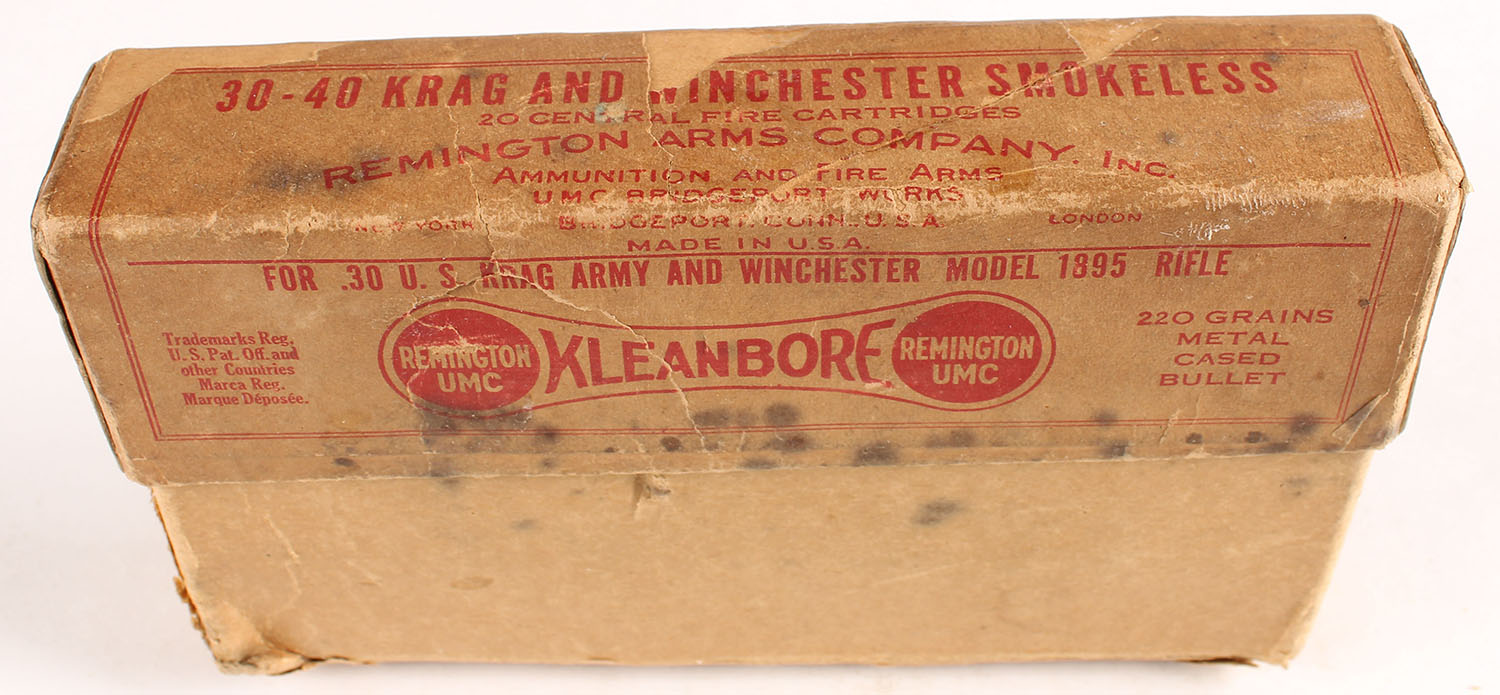 30-40 KRAG AND WINCHESTER SMOKELESS
20 CENTRAL FIRE CARTRIDGES
REMINGTON ARMS COMPANY, INC.
AMMUNITION AND FIRE ARMS
UMC BRIDGEPORT WORKS
NEW YORK BRIDGEPORT, CONN., U.S.A. LONDON
MADE IN U.S.A.
FOR .30 U. S. KRAG ARMY AND WINCHESTER MODEL 1895 RIFLE
Trademarks Reg.
U. S. Pat. Off. and
other Countries
Marca Reg.
Marque Déposée.
REMINGTON
UMC
KLEANBORE
REMINGTON
UMC
220 GRAINS
METAL
CASED
BULLET